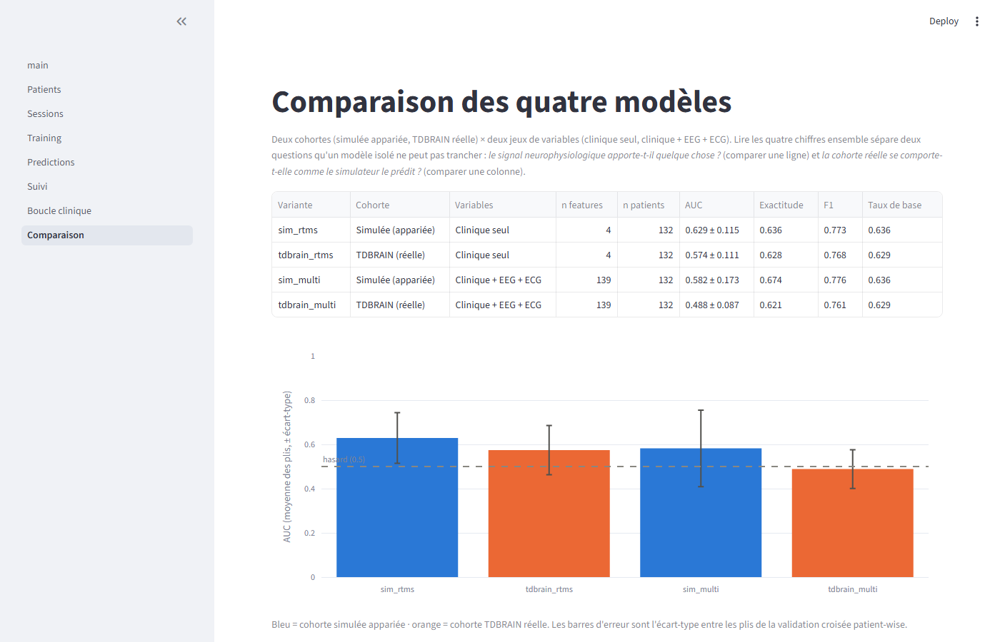 Deploy
main
Patients
Sessions
Training
Predictions
Suivi
Boucle clinique
Comparaison
Comparaison des quatre modèles
Deux cohortes (simulée appariée, TDBRAIN réelle) × deux jeux de variables (clinique seul, clinique + EEG + ECG). Lire les quatre chiffres ensemble sépare deux
questions qu'un modèle isolé ne peut pas trancher : le signal neurophysiologique apporte-t-il quelque chose ? (comparer une ligne) et la cohorte réelle se comporte-
t-elle comme le simulateur le prédit ? (comparer une colonne).
Variante Cohorte Variables n features n patients AUC Exactitude F1 Taux de base
sim_rtms Simulée (appariée) Clinique seul 4 132 0.629 ± 0.115 0.636 0.773 0.636
tdbrain_rtms TDBRAIN (réelle) Clinique seul 4 132 0.574 ± 0.111 0.628 0.768 0.629
sim_multi Simulée (appariée) Clinique + EEG + ECG 139 132 0.582 ± 0.173 0.674 0.776 0.636
tdbrain_multi TDBRAIN (réelle) Clinique + EEG + ECG 139 132 0.488 ± 0.087 0.621 0.761 0.629
AUC (moyenne des plis, ± écart-type)
1
0.8
0.6
hasard (0.5)
0.4
0.2
0
sim_rtms tdbrain_rtms sim_multi tdbrain_multi
Bleu = cohorte simulée appariée · orange = cohorte TDBRAIN réelle. Les barres d'erreur sont l'écart-type entre les plis de la validation croisée patient-wise.